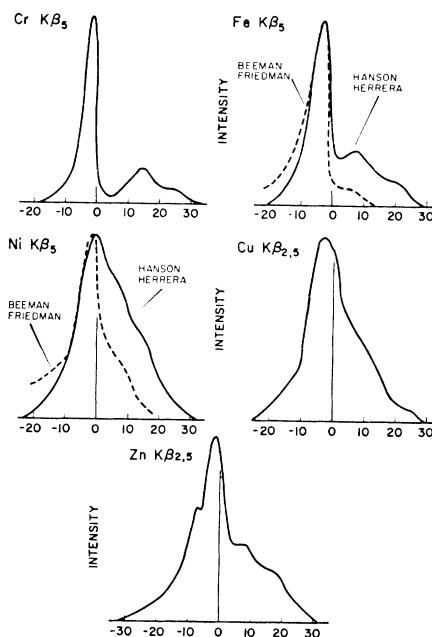 Cr Kβ5
-20 -10 0 10 20 30
Fe Kβ5
BEEMAN
FRIEDMAN
HANSON
HERRERA
INTENSITY
-20 -10 0 10 20 30
Ni Kβ5
HANSON
HERRERA
BEEMAN
FRIEDMAN
-20 -10 0 10 20 30
Cu Kβ2,5
INTENSITY
-20 -10 0 10 20 30
Zn Kβ2,5
INTENSITY
-30 -20 -10 0 10 20 30